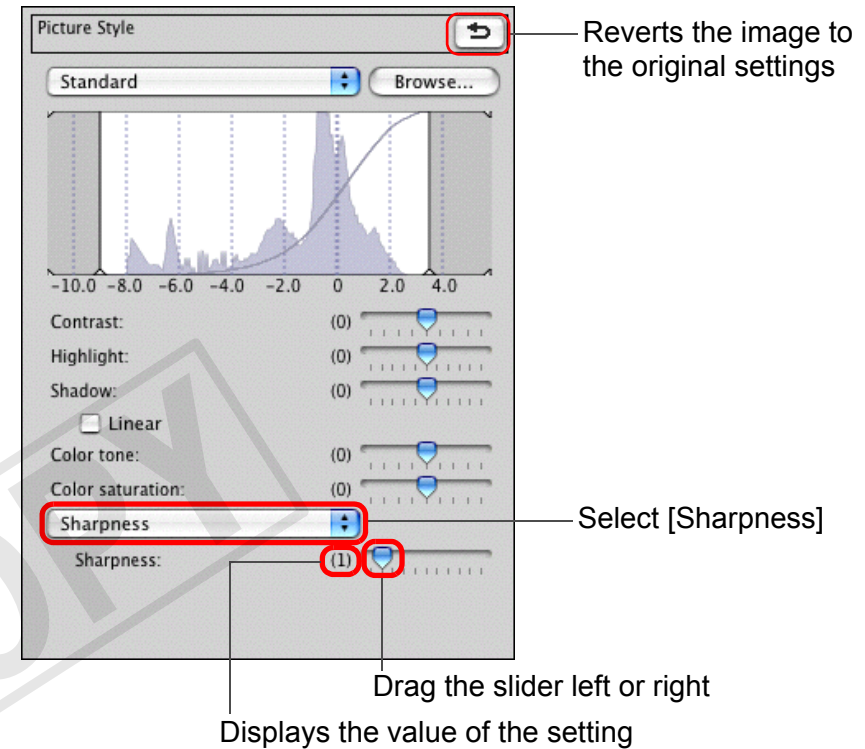 Picture Style
Reverts the image to
the original settings
Standard
Browse...
-10.0 -8.0 -6.0 -4.0 -2.0 0 2.0 4.0
Contrast: (0)
Highlight: (0)
Shadow: (0)
Linear
Color tone: (0)
Color saturation: (0)
Sharpness
Select [Sharpness]
Sharpness: (1)
Drag the slider left or right
Displays the value of the setting
OPY